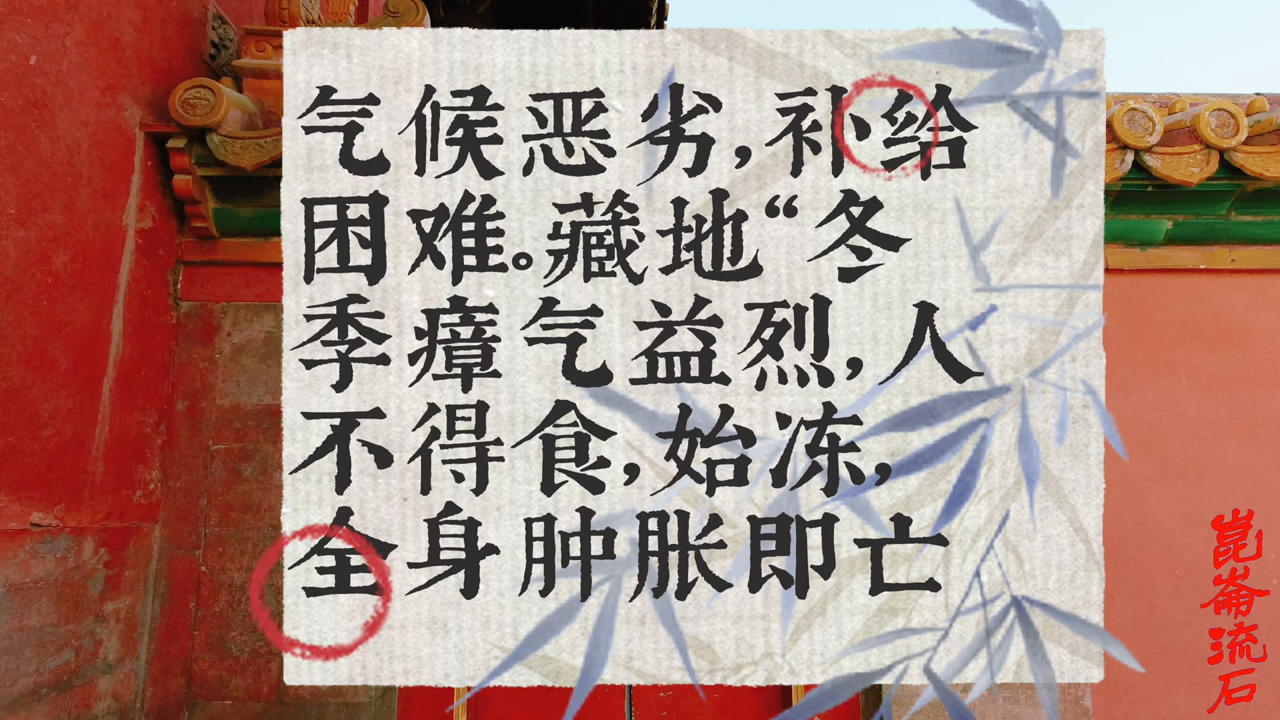 气候恶劣,补给
困难。藏地“冬
季瘴气益烈,人
不得食,始冻,
全身肿胀即亡
崑崙流石